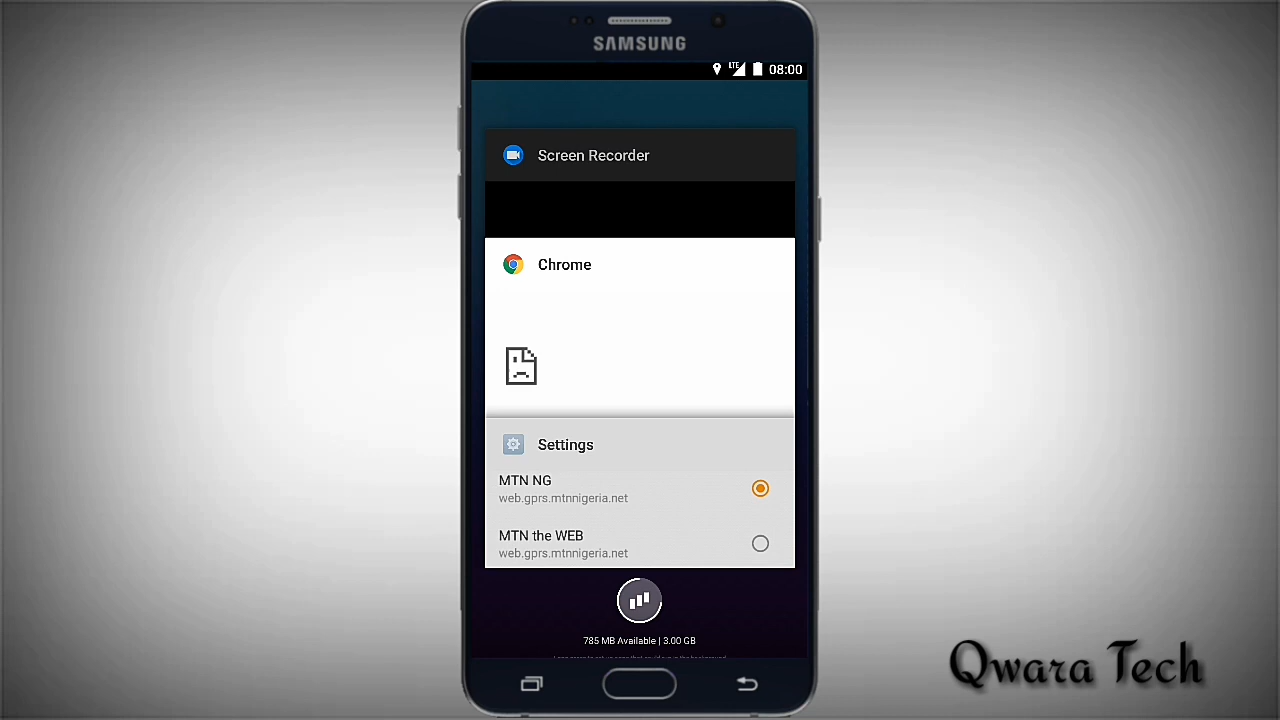 SAMSUNG
LTE 08:00
Screen Recorder
Chrome
Settings
MTN NG
web.gprs.mtnnigeria.net
MTN the WEB
web.gprs.mtnnigeria.net
785 MB Available | 3.00 GB
Qwara Tech